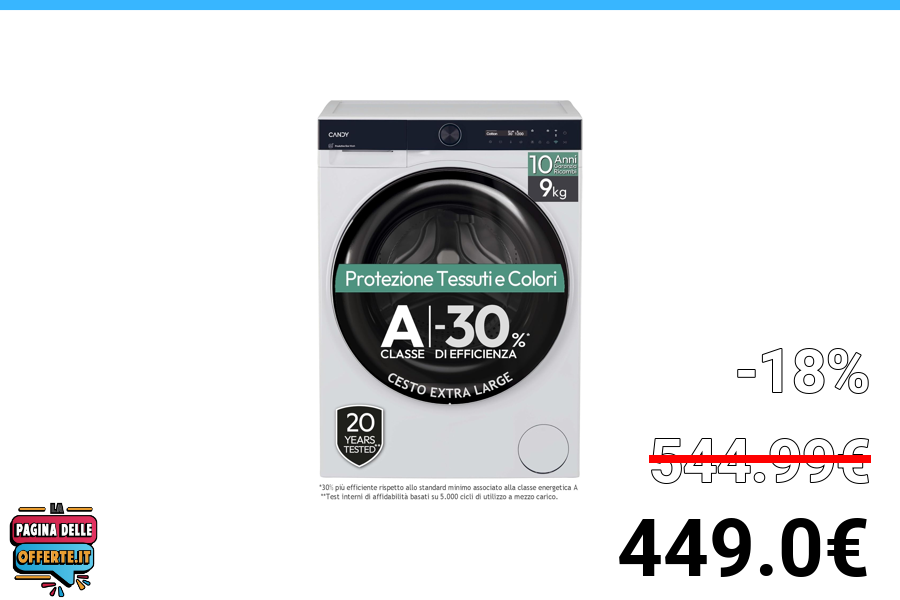 CANDY
10 Anni
Garanzia
Ricambi
9kg
Protezione Tessuti e Colori
A -30%*
CLASSE DI EFFICIENZA
CESTO EXTRA LARGE
20
YEARS
TESTED**
*30% più efficiente rispetto allo standard minimo associato alla classe energetica A
**Test interni di affidabilità basati su 5.000 cicli di utilizzo a mezzo carico.
-18%
544.99€
449.0€
LA
PAGINA DELLE
OFFERTE.IT